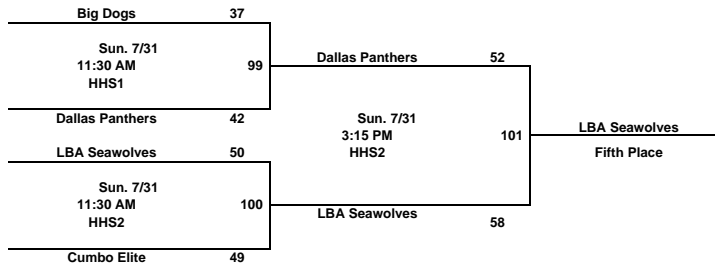 Big Dogs 37
Sun. 7/31
11:30 AM 99
HHS1
Dallas Panthers 42
LBA Seawolves 50
Sun. 7/31
11:30 AM 100
HHS2
Cumbo Elite 49
Dallas Panthers 52
Sun. 7/31
3:15 PM 101
HHS2
LBA Seawolves 58
LBA Seawolves
Fifth Place